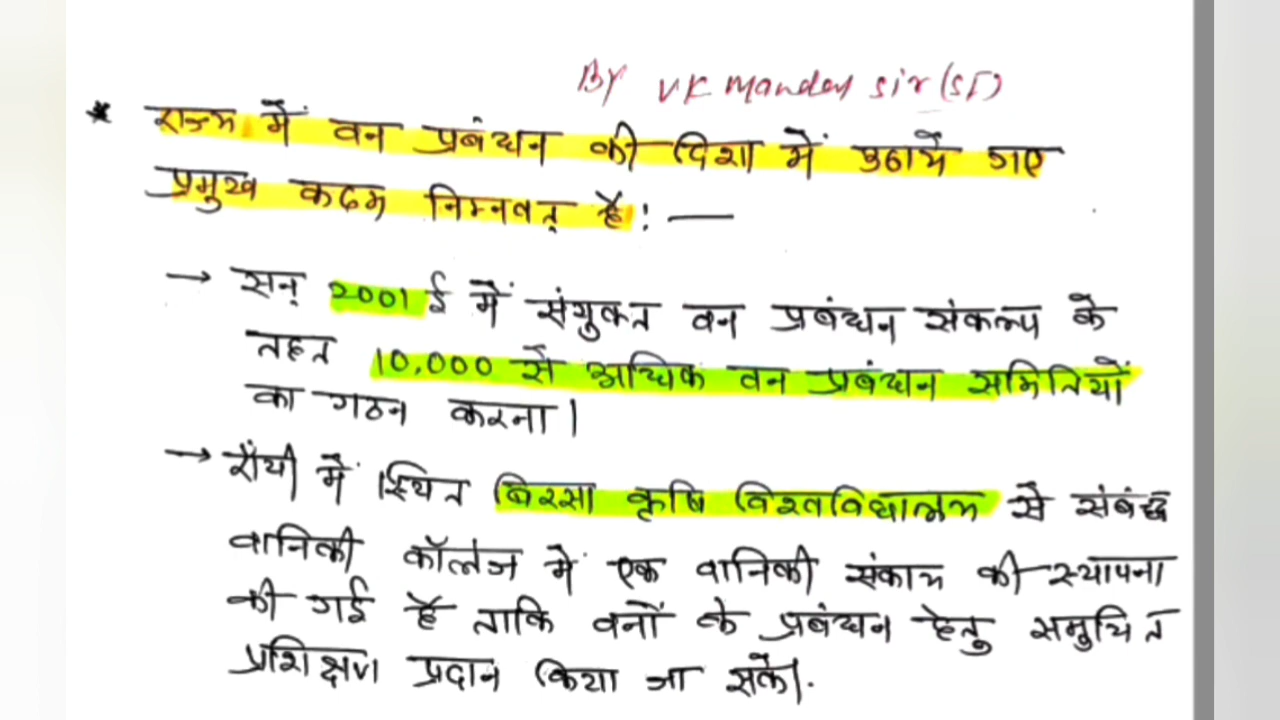 BY VK Mandal sir (SI)
* राज्य में वन प्रबंधन की दिशा में उठाये गए
प्रमुख कदम निम्नवत् है : —
→ सन् 2001 ई में संयुक्त वन प्रबंधन संकल्प के
तहत 10,000 से अधिक वन प्रबंधन समितियों
का गठन करना।
→ राँची में स्थित बिरसा कृषि विश्वविद्यालय से संबंद्ध
वानिकी कॉलेज में एक वानिकी संकाय की स्थापना
की गई है ताकि वनों के प्रबंधन हेतु समुचित
प्रशिक्षण प्रदान किया जा सके।